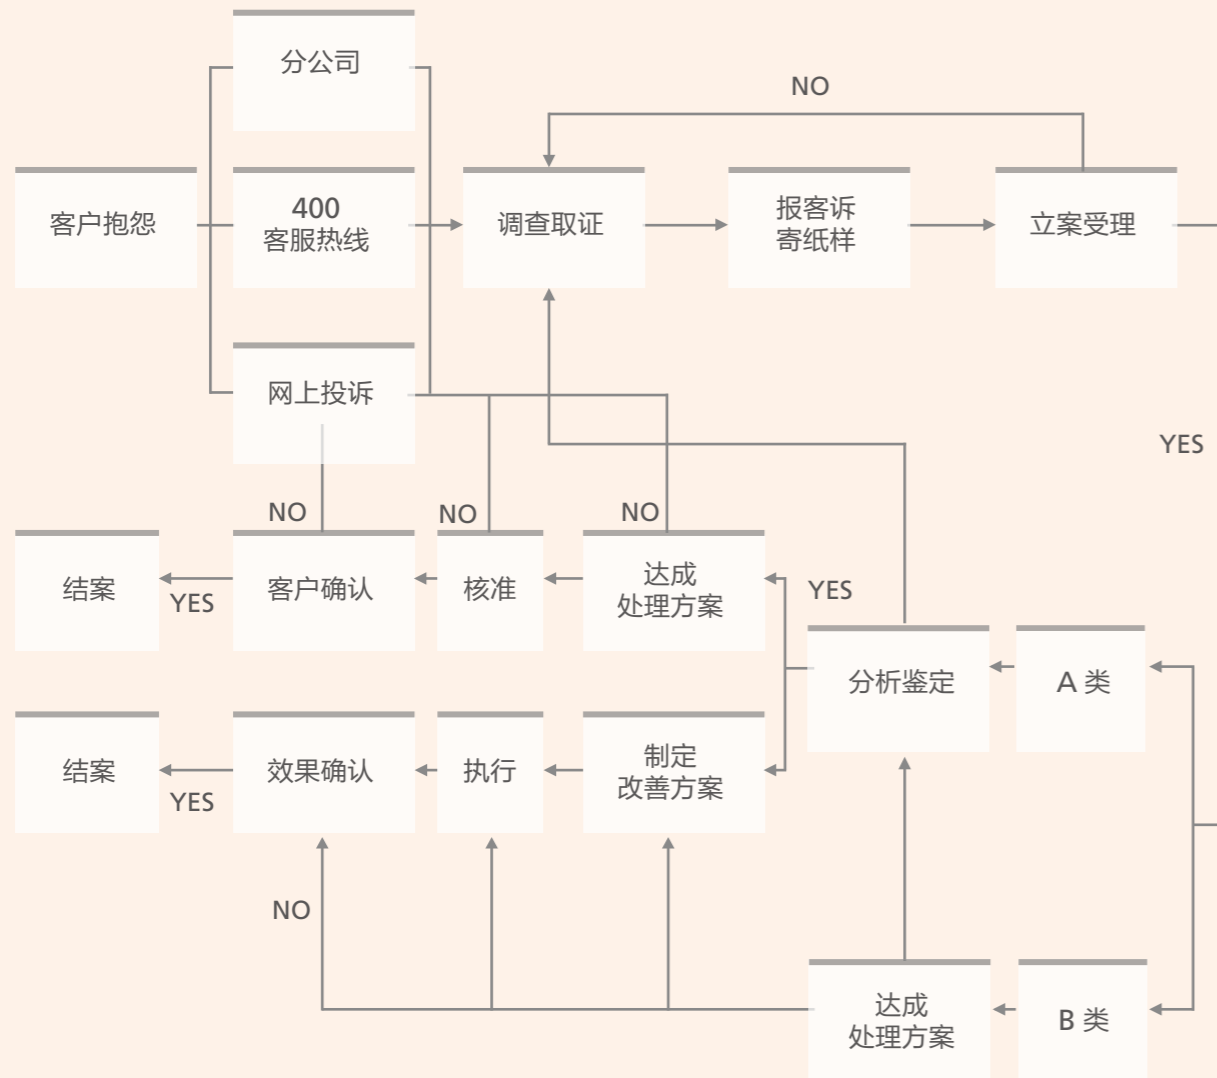 分公司
NO
客户抱怨
400
客服热线
调查取证
报客诉
寄纸样
立案受理
网上投诉
YES
NO
NO
NO
结案
YES
客户确认
核准
达成
处理方案
YES
分析鉴定
A 类
结案
YES
效果确认
执行
制定
改善方案
NO
达成
处理方案
B 类